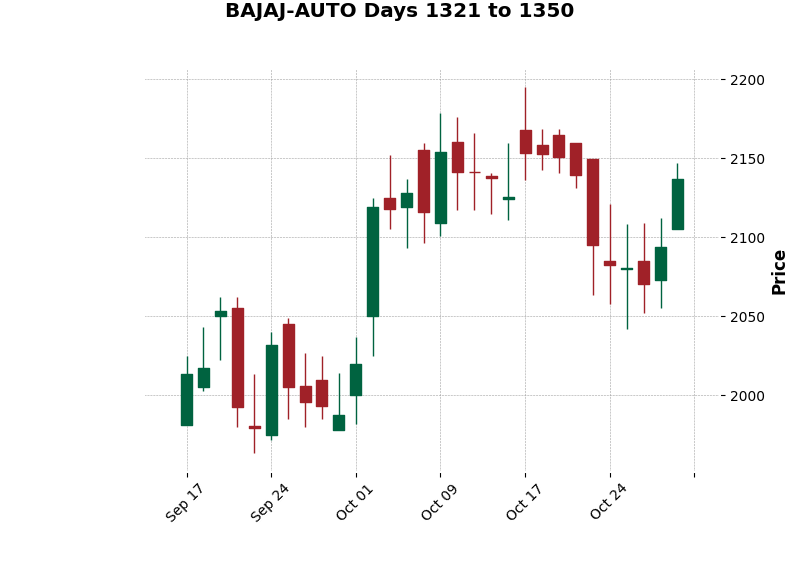 BAJAJ-AUTO Days 1321 to 1350
2200
2150
2100
2050
2000
Price
Sep 17
Sep 24
Oct 01
Oct 09
Oct 17
Oct 24